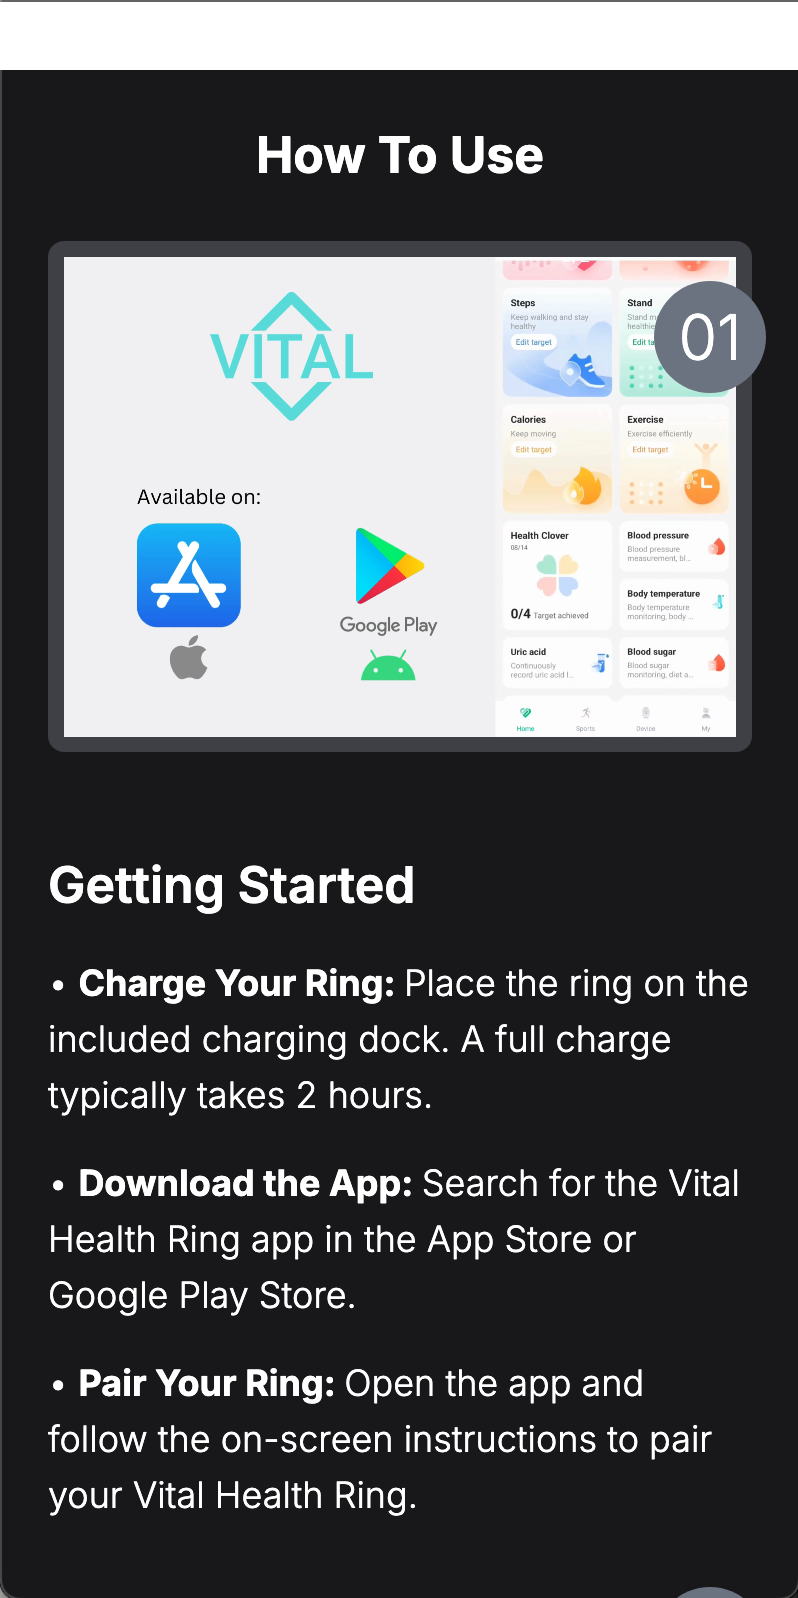 How To Use
01
VITAL
Available on:
Google Play
Steps
Keep walking and stay
healthy
Edit target
Stand
Stand
healthie
Edit ta
Calories
Keep moving
Edit target
Exercise
Exercise efficiently
Edit target
Health Clover
08/14
0/4 Target achieved
Blood pressure
Blood pressure
measurement, bl...
Body temperature
Body temperature
monitoring, body ...
Uric acid
Continuously
record uric acid l...
Blood sugar
Blood sugar
monitoring, diet a...
Home
Sports
Device
My
Getting Started
• Charge Your Ring: Place the ring on the
included charging dock. A full charge
typically takes 2 hours.
• Download the App: Search for the Vital
Health Ring app in the App Store or
Google Play Store.
• Pair Your Ring: Open the app and
follow the on-screen instructions to pair
your Vital Health Ring.